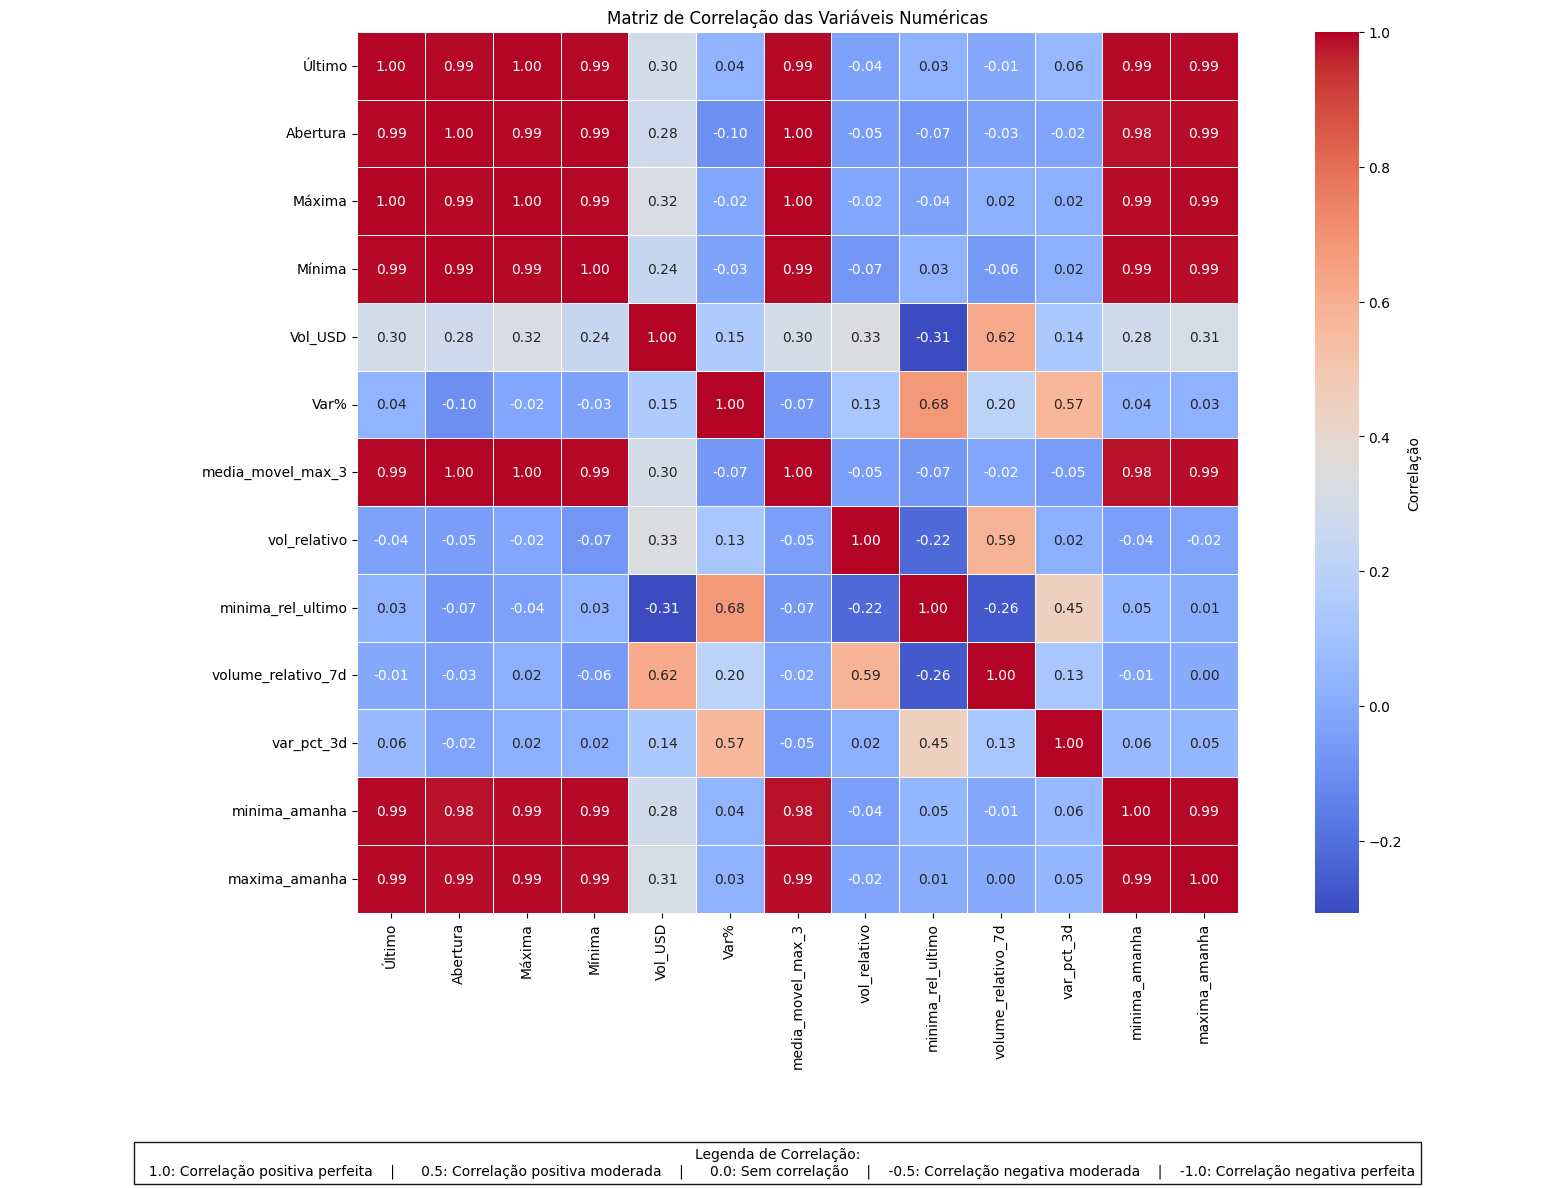 Matriz de Correlação das Variáveis Numéricas
Último 1.00 0.99 1.00 0.99 0.30 0.04 0.99 -0.04 0.03 -0.01 0.06 0.99 0.99
Abertura 0.99 1.00 0.99 0.99 0.28 -0.10 1.00 -0.05 -0.07 -0.03 -0.02 0.98 0.99
Máxima 1.00 0.99 1.00 0.99 0.32 -0.02 1.00 -0.02 -0.04 0.02 0.02 0.99 0.99
Mínima 0.99 0.99 0.99 1.00 0.24 -0.03 0.99 -0.07 0.03 -0.06 0.02 0.99 0.99
Vol_USD 0.30 0.28 0.32 0.24 1.00 0.15 0.30 0.33 -0.31 0.62 0.14 0.28 0.31
Var% 0.04 -0.10 -0.02 -0.03 0.15 1.00 -0.07 0.13 0.68 0.20 0.57 0.04 0.03
media_movel_max_3 0.99 1.00 1.00 0.99 0.30 -0.07 1.00 -0.05 -0.07 -0.02 -0.05 0.98 0.99
vol_relativo -0.04 -0.05 -0.02 -0.07 0.33 0.13 -0.05 1.00 -0.22 0.59 0.02 -0.04 -0.02
minima_rel_ultimo 0.03 -0.07 -0.04 0.03 -0.31 0.68 -0.07 -0.22 1.00 -0.26 0.45 0.05 0.01
volume_relativo_7d -0.01 -0.03 0.02 -0.06 0.62 0.20 -0.02 0.59 -0.26 1.00 0.13 -0.01 0.00
var_pct_3d 0.06 -0.02 0.02 0.02 0.14 0.57 -0.05 0.02 0.45 0.13 1.00 0.06 0.05
minima_amanha 0.99 0.98 0.99 0.99 0.28 0.04 0.98 -0.04 0.05 -0.01 0.06 1.00 0.99
maxima_amanha 0.99 0.99 0.99 0.99 0.31 0.03 0.99 -0.02 0.01 0.00 0.05 0.99 1.00
Último
Abertura
Máxima
Mínima
Vol_USD
Var%
media_movel_max_3
vol_relativo
minima_rel_ultimo
volume_relativo_7d
var_pct_3d
minima_amanha
maxima_amanha
1.0
0.8
0.6
0.4
0.2
0.0
−0.2
Correlação
Legenda de Correlação:
1.0: Correlação positiva perfeita | 0.5: Correlação positiva moderada | 0.0: Sem correlação | -0.5: Correlação negativa moderada | -1.0: Correlação negativa perfeita